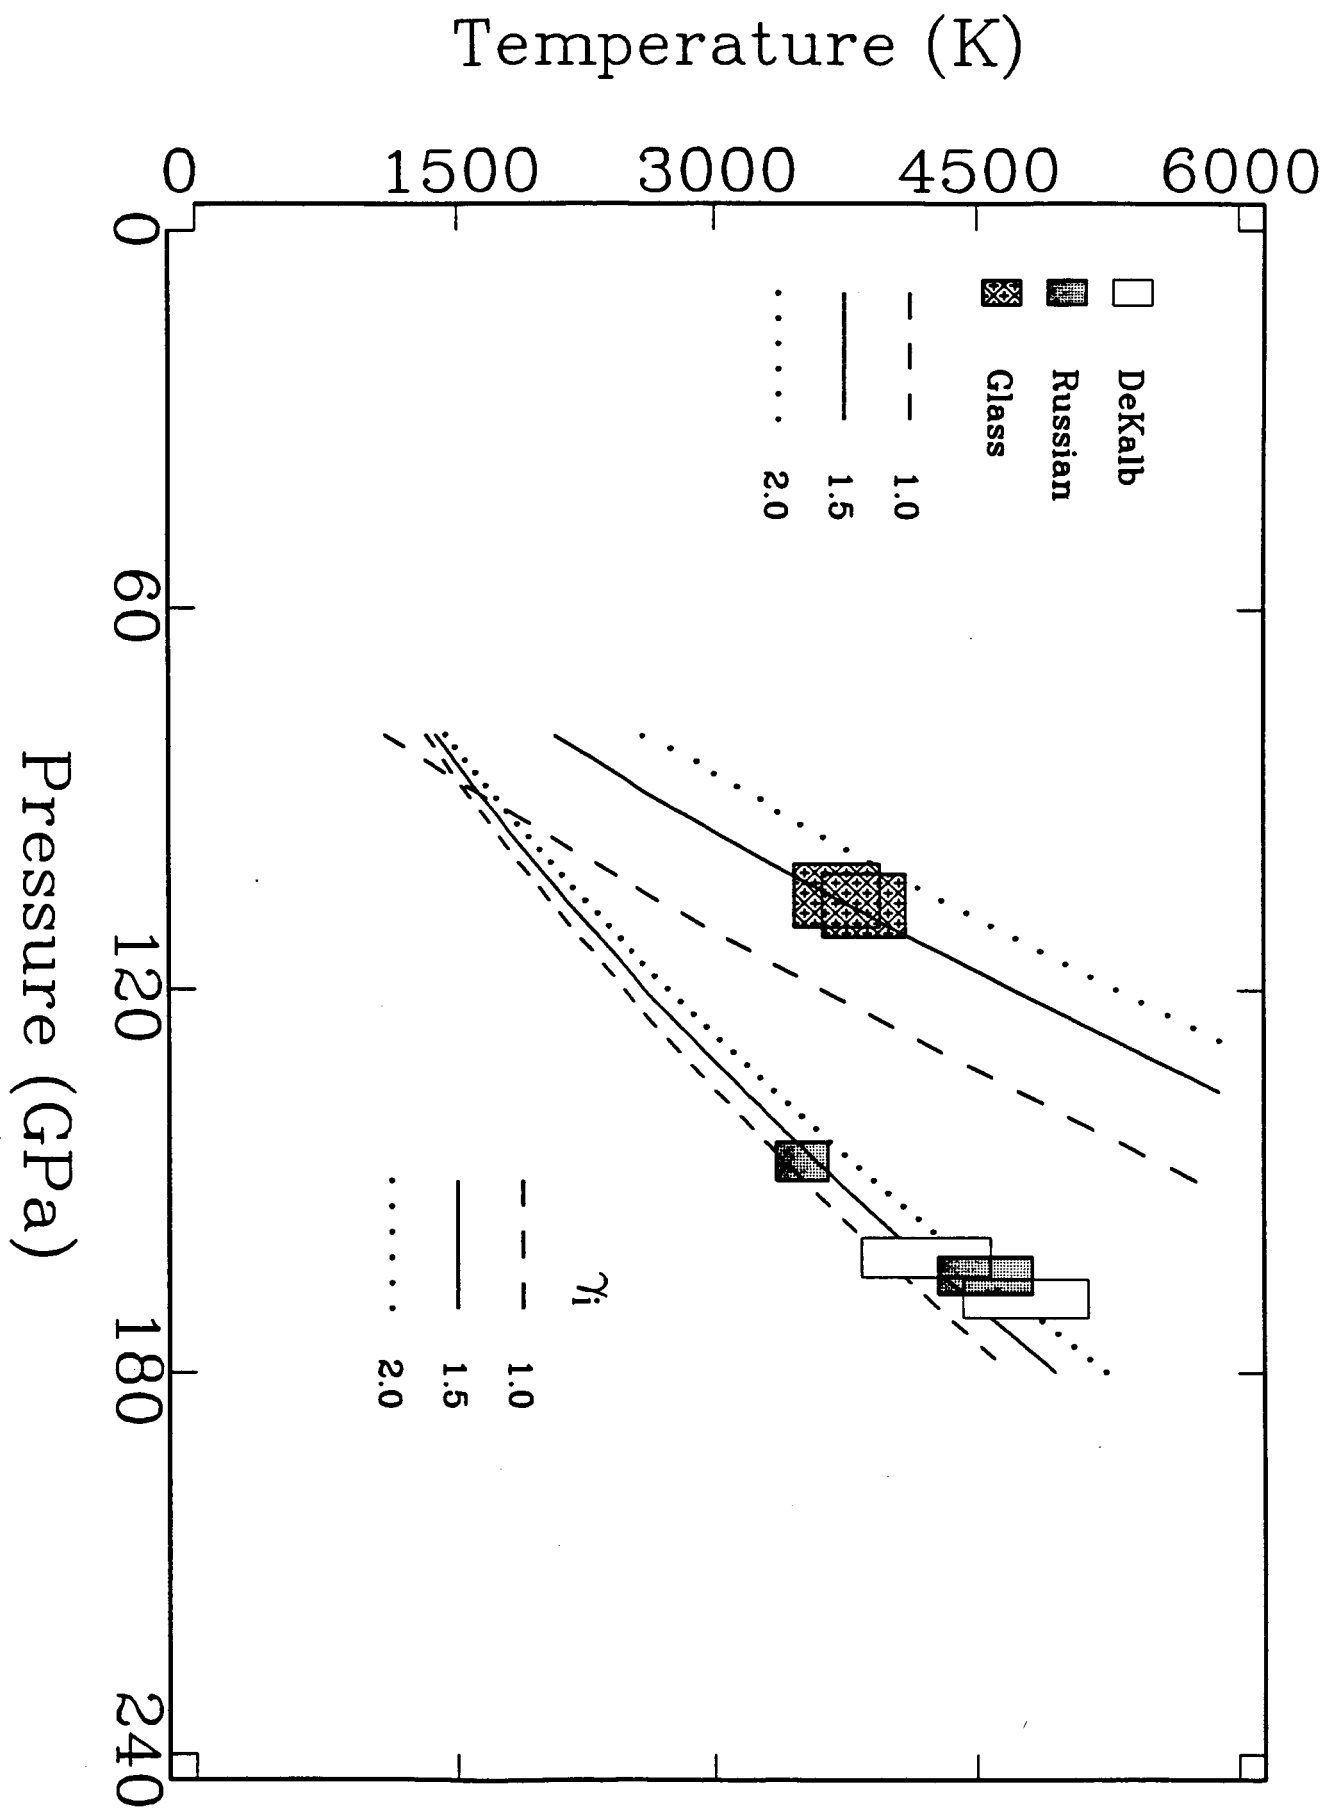 Temperature (K)
0 1500 3000 4500 6000
0 60 120 180 240
Pressure (GPa)
DeKalb
Russian
Glass
1.0
1.5
2.0
γi
1.0
1.5
2.0